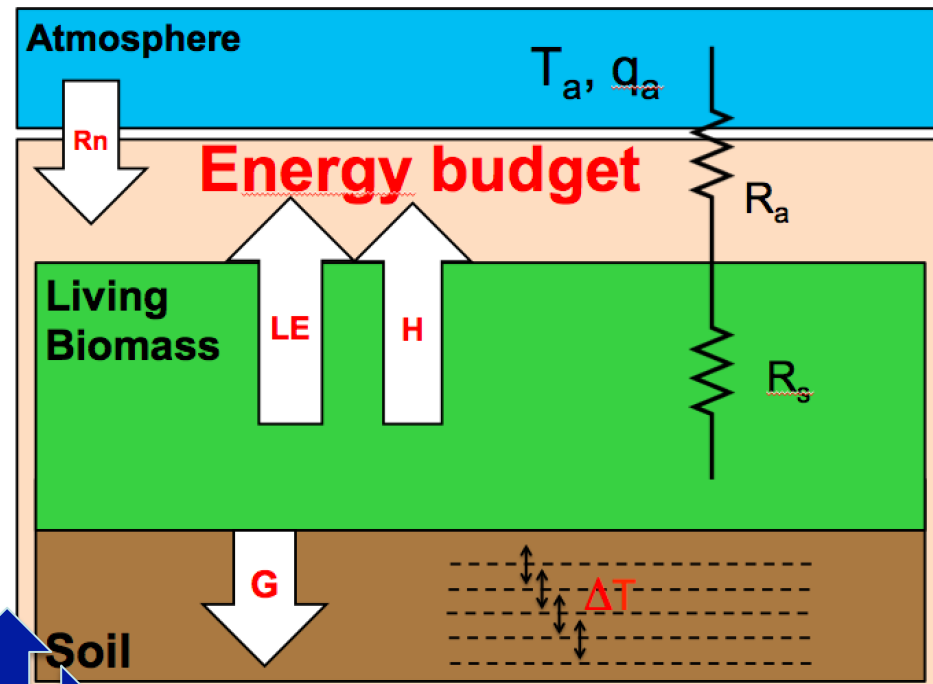 Atmosphere
Tₐ, qₐ
Rn
Energy budget
Rₐ
Living
Biomass
LE
H
Rₛ
G
ΔT
Soil